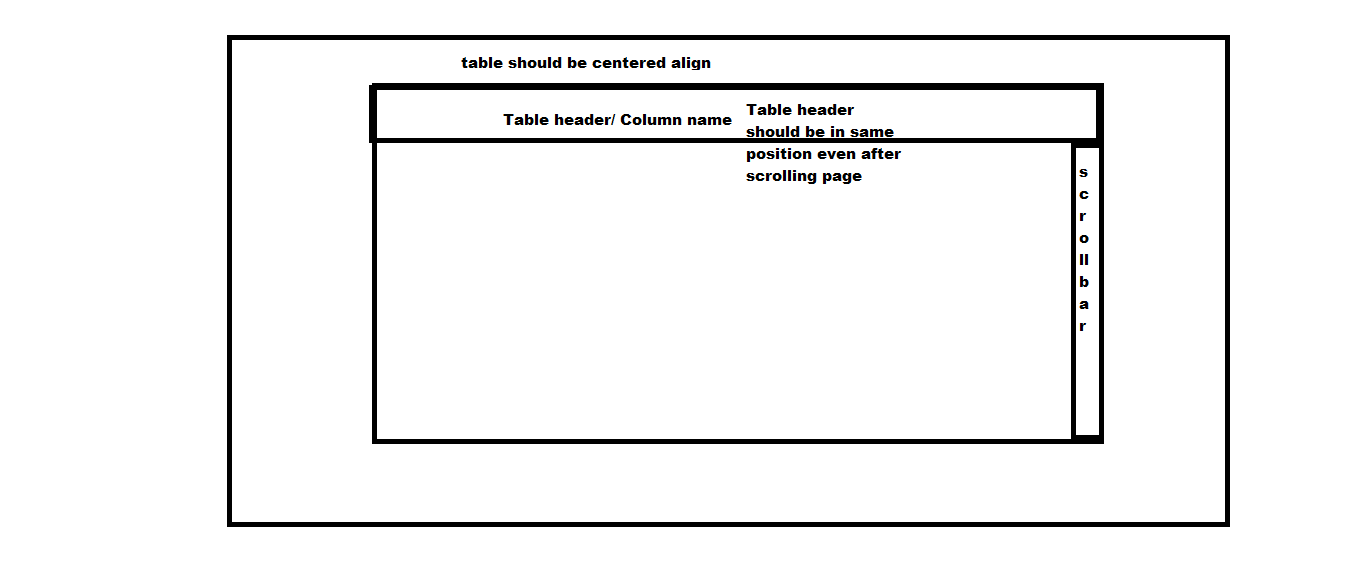 table should be centered align
Table header/ Column name
Table header
should be in same
position even after
scrolling page
s
c
r
o
ll
b
a
r